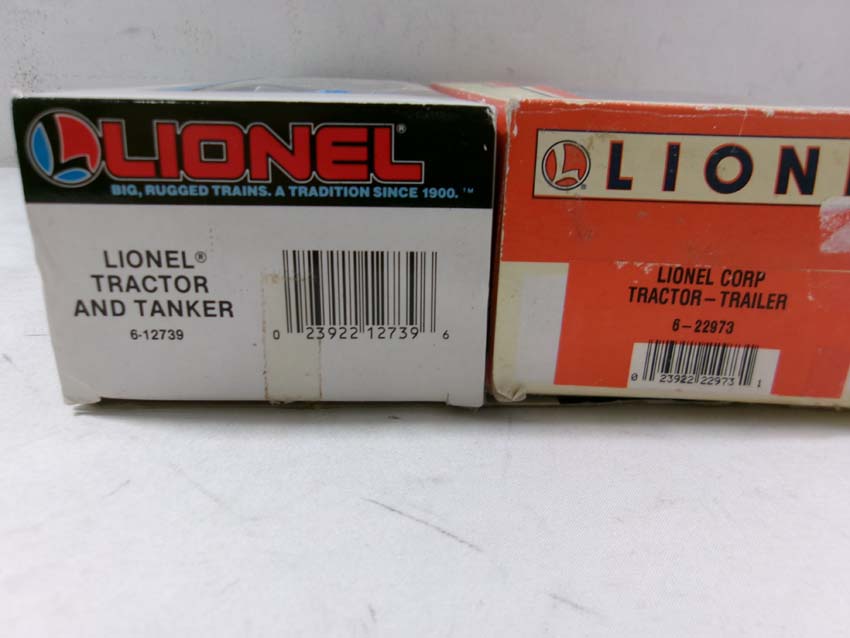 LIONEL®
BIG, RUGGED TRAINS. A TRADITION SINCE 1900.™
LIONEL®
TRACTOR
AND TANKER
6-12739
0 23922 12739 6
L ® LION
LIONEL CORP
TRACTOR-TRAILER
6-22973
0 23922 22973 1